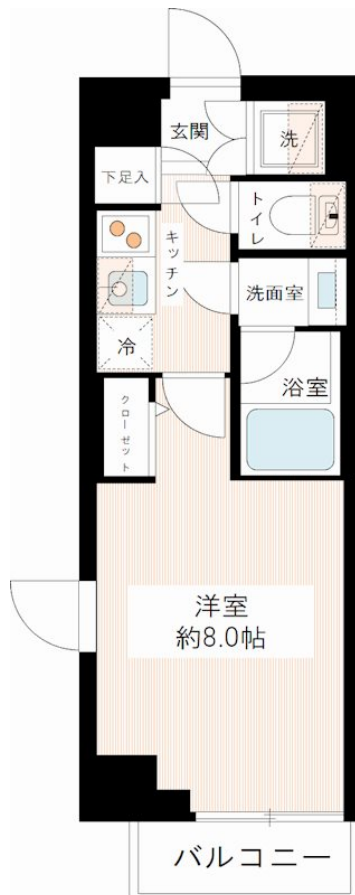 玄関
洗
下足入
トイレ
キッチン
洗面室
冷
浴室
クローゼット
洋室
約8.0帖
バルコニー